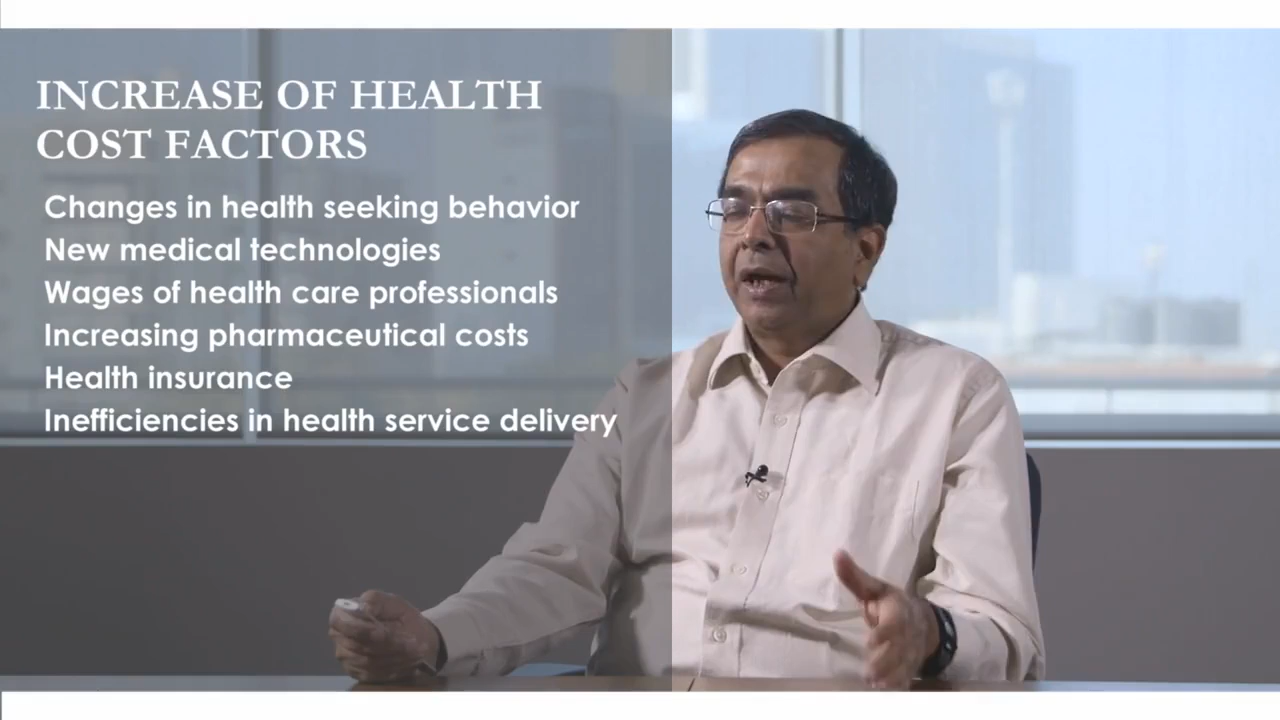 INCREASE OF HEALTH
COST FACTORS
Changes in health seeking behavior
New medical technologies
Wages of health care professionals
Increasing pharmaceutical costs
Health insurance
Inefficiencies in health service delivery